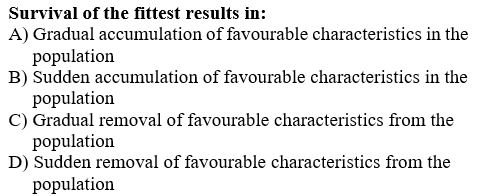 Survival of the fittest results in:
A) Gradual accumulation of favourable characteristics in the
population
B) Sudden accumulation of favourable characteristics in the
population
C) Gradual removal of favourable characteristics from the
population
D) Sudden removal of favourable characteristics from the
population